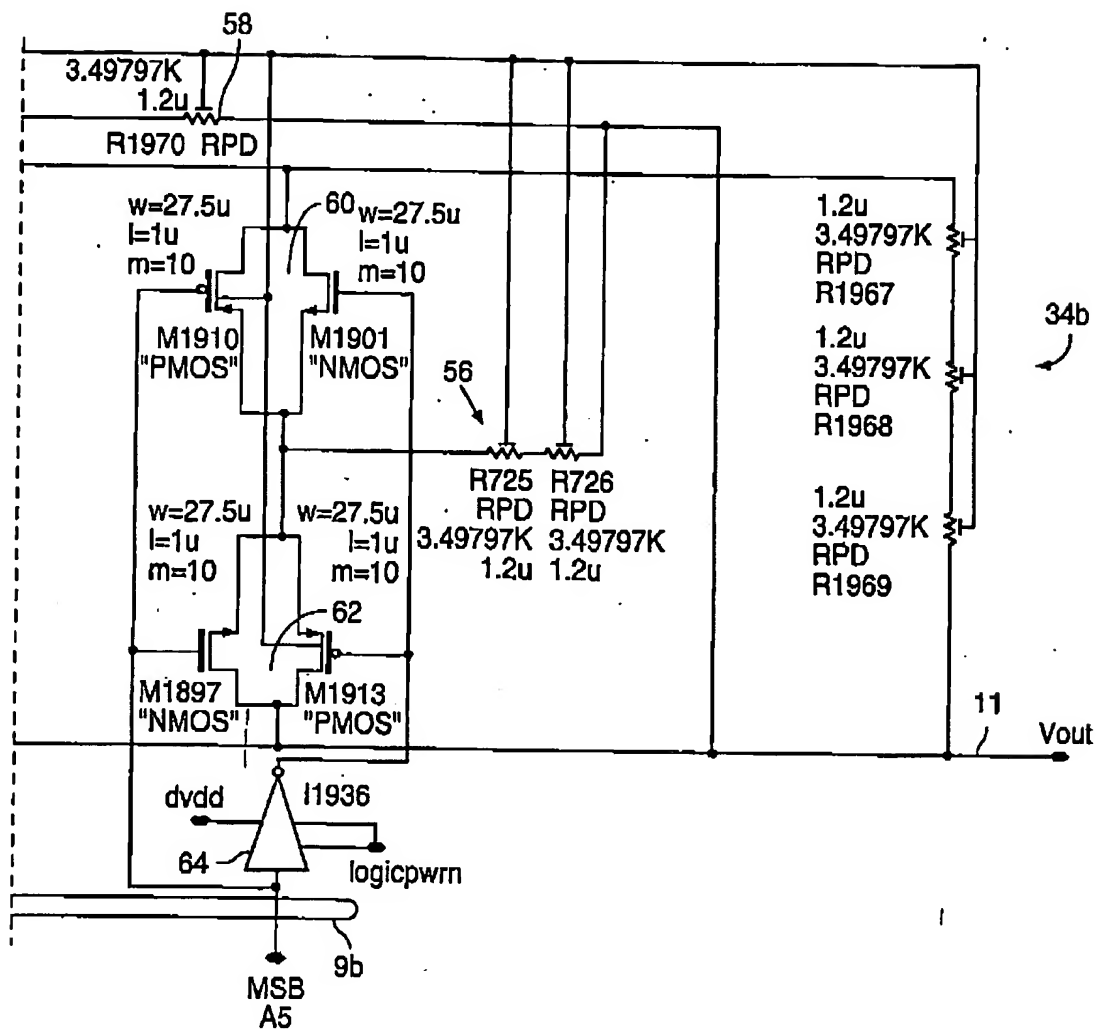 58
3.49797K
1.2u
R1970 RPD
w=27.5u
l=1u
m=10
60
w=27.5u
l=1u
m=10
M1910
"PMOS"
M1901
"NMOS"
1.2u
3.49797K
RPD
R1967
1.2u
3.49797K
RPD
R1968
1.2u
3.49797K
RPD
R1969
34b
56
R725
RPD
3.49797K
1.2u
R726
RPD
3.49797K
1.2u
w=27.5u
l=1u
m=10
w=27.5u
l=1u
m=10
62
M1897
"NMOS"
M1913
"PMOS"
11
Vout
dvdd
I1936
64
logicpwrn
9b
MSB
A5